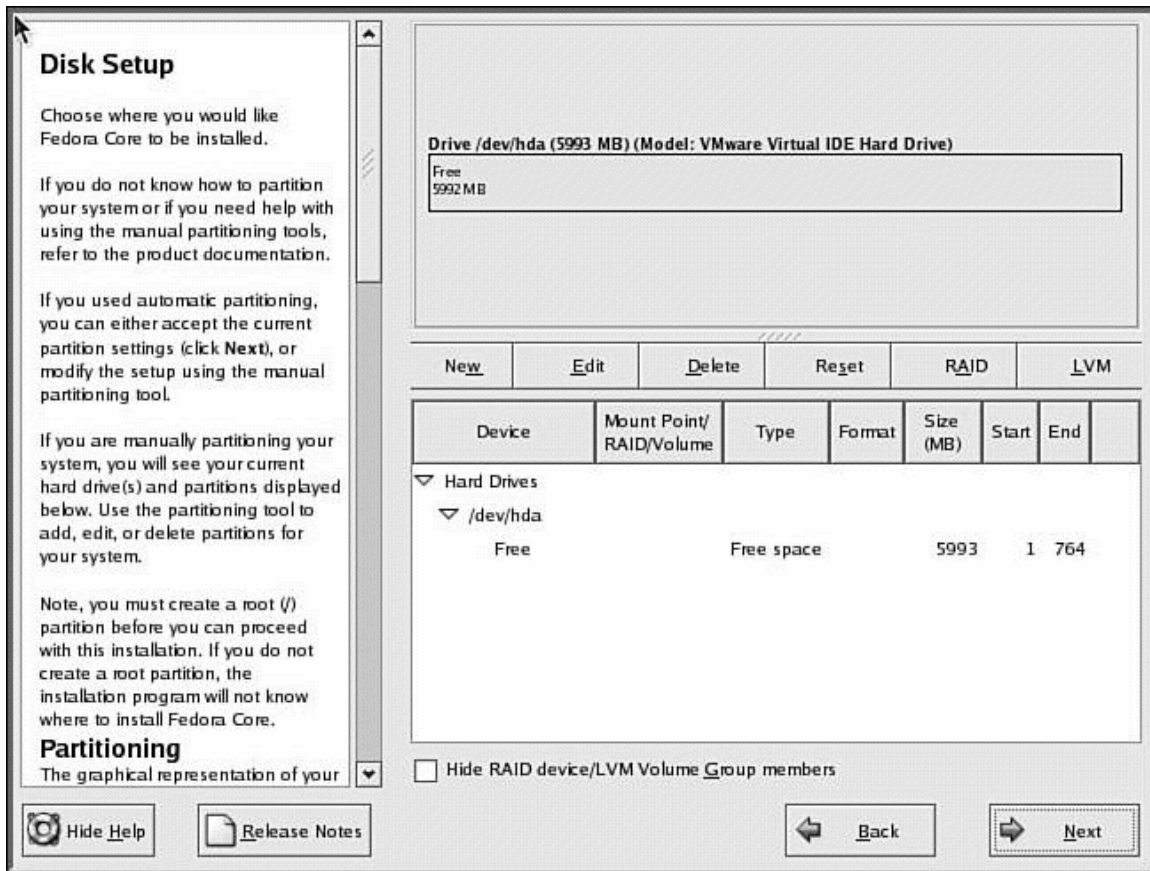 Disk Setup
Choose where you would like
Fedora Core to be installed.
If you do not know how to partition
your system or if you need help with
using the manual partitioning tools,
refer to the product documentation.
If you used automatic partitioning,
you can either accept the current
partition settings (click Next), or
modify the setup using the manual
partitioning tool.
If you are manually partitioning your
system, you will see your current
hard drive(s) and partitions displayed
below. Use the partitioning tool to
add, edit, or delete partitions for
your system.
Note, you must create a root (/)
partition before you can proceed
with this installation. If you do not
create a root partition, the
installation program will not know
where to install Fedora Core.
Partitioning
The graphical representation of your
Hide Help
Release Notes
Drive /dev/hda (5993 MB) (Model: VMware Virtual IDE Hard Drive)
Free
5992 MB
New Edit Delete Reset RAID LVM
Device Mount Point/ RAID/Volume Type Format Size (MB) Start End
Hard Drives
/dev/hda
Free Free space 5993 1 764
Hide RAID device/LVM Volume Group members
Back
Next